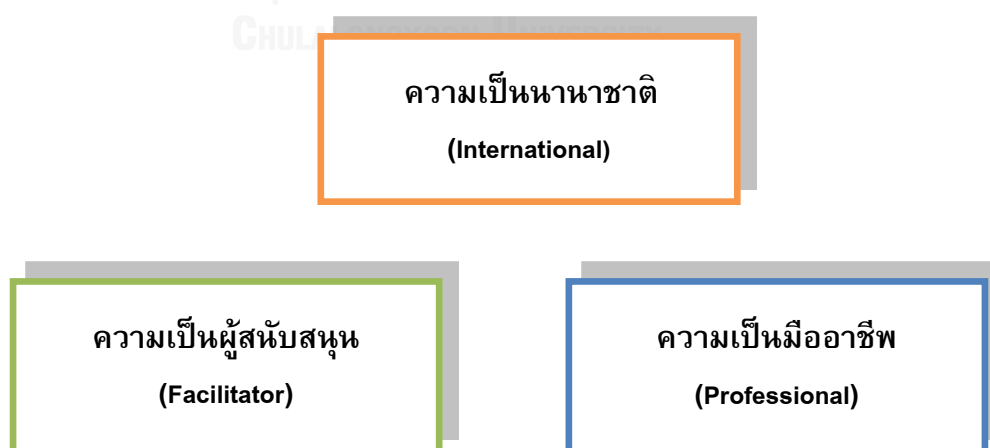 CHULALONGKORN UNIVERSITY
ความเป็นนานาชาติ
(International)
ความเป็นผู้สนับสนุน
(Facilitator)
ความเป็นมืออาชีพ
(Professional)